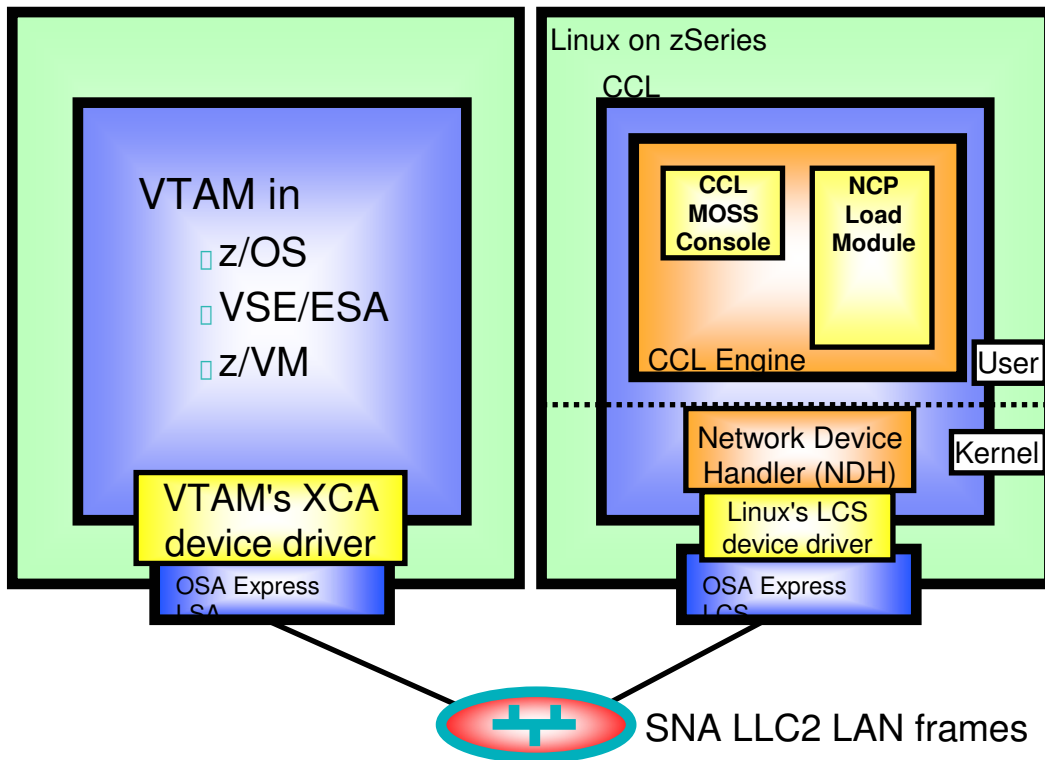 VTAM in
z/OS
VSE/ESA
z/VM
VTAM's XCA
device driver
OSA Express
LSA
Linux on zSeries
CCL
CCL
MOSS
Console
NCP
Load
Module
CCL Engine
User
Kernel
Network Device
Handler (NDH)
Linux's LCS
device driver
OSA Express
LCS
SNA LLC2 LAN frames